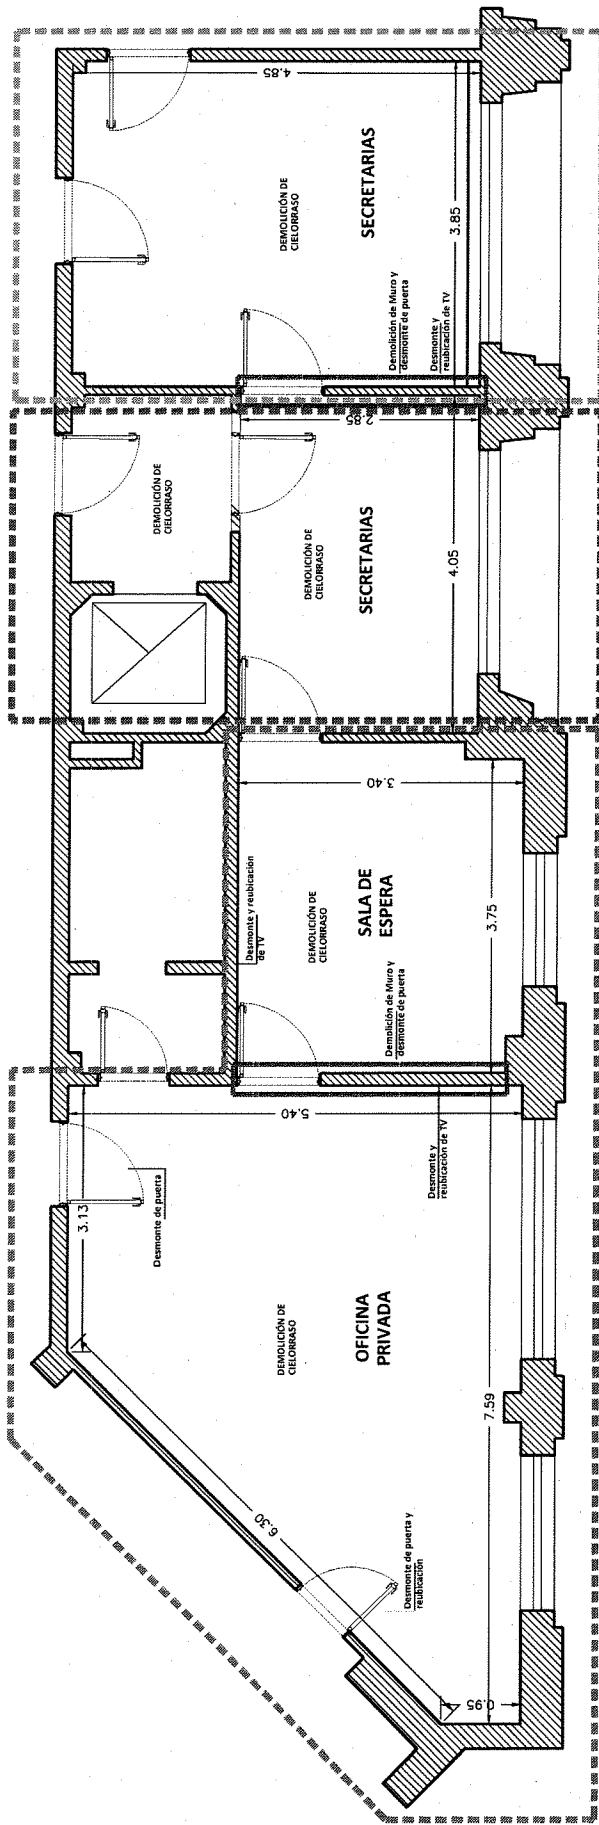 4.85
DEMOLICIÓN DE
CIELORRASO
SECRETARIAS
3.85
Demolición de Muro y
desmonte de puerta
Desmonte y
reubicación de TV
2.85
DEMOLICIÓN DE
CIELORRASO
DEMOLICIÓN DE
CIELORRASO
SECRETARIAS
4.05
3.40
Desmonte y reubicación
de TV
DEMOLICIÓN DE
CIELORRASO
SALA DE
ESPERA
3.75
Demolición de Muro y
desmonte de puerta
5.40
Desmonte y
reubicación de TV
3.13
Desmonte de puerta
DEMOLICIÓN DE
CIELORRASO
OFICINA
PRIVADA
7.59
6.30
Desmonte de puerta y
reubicación
0.95